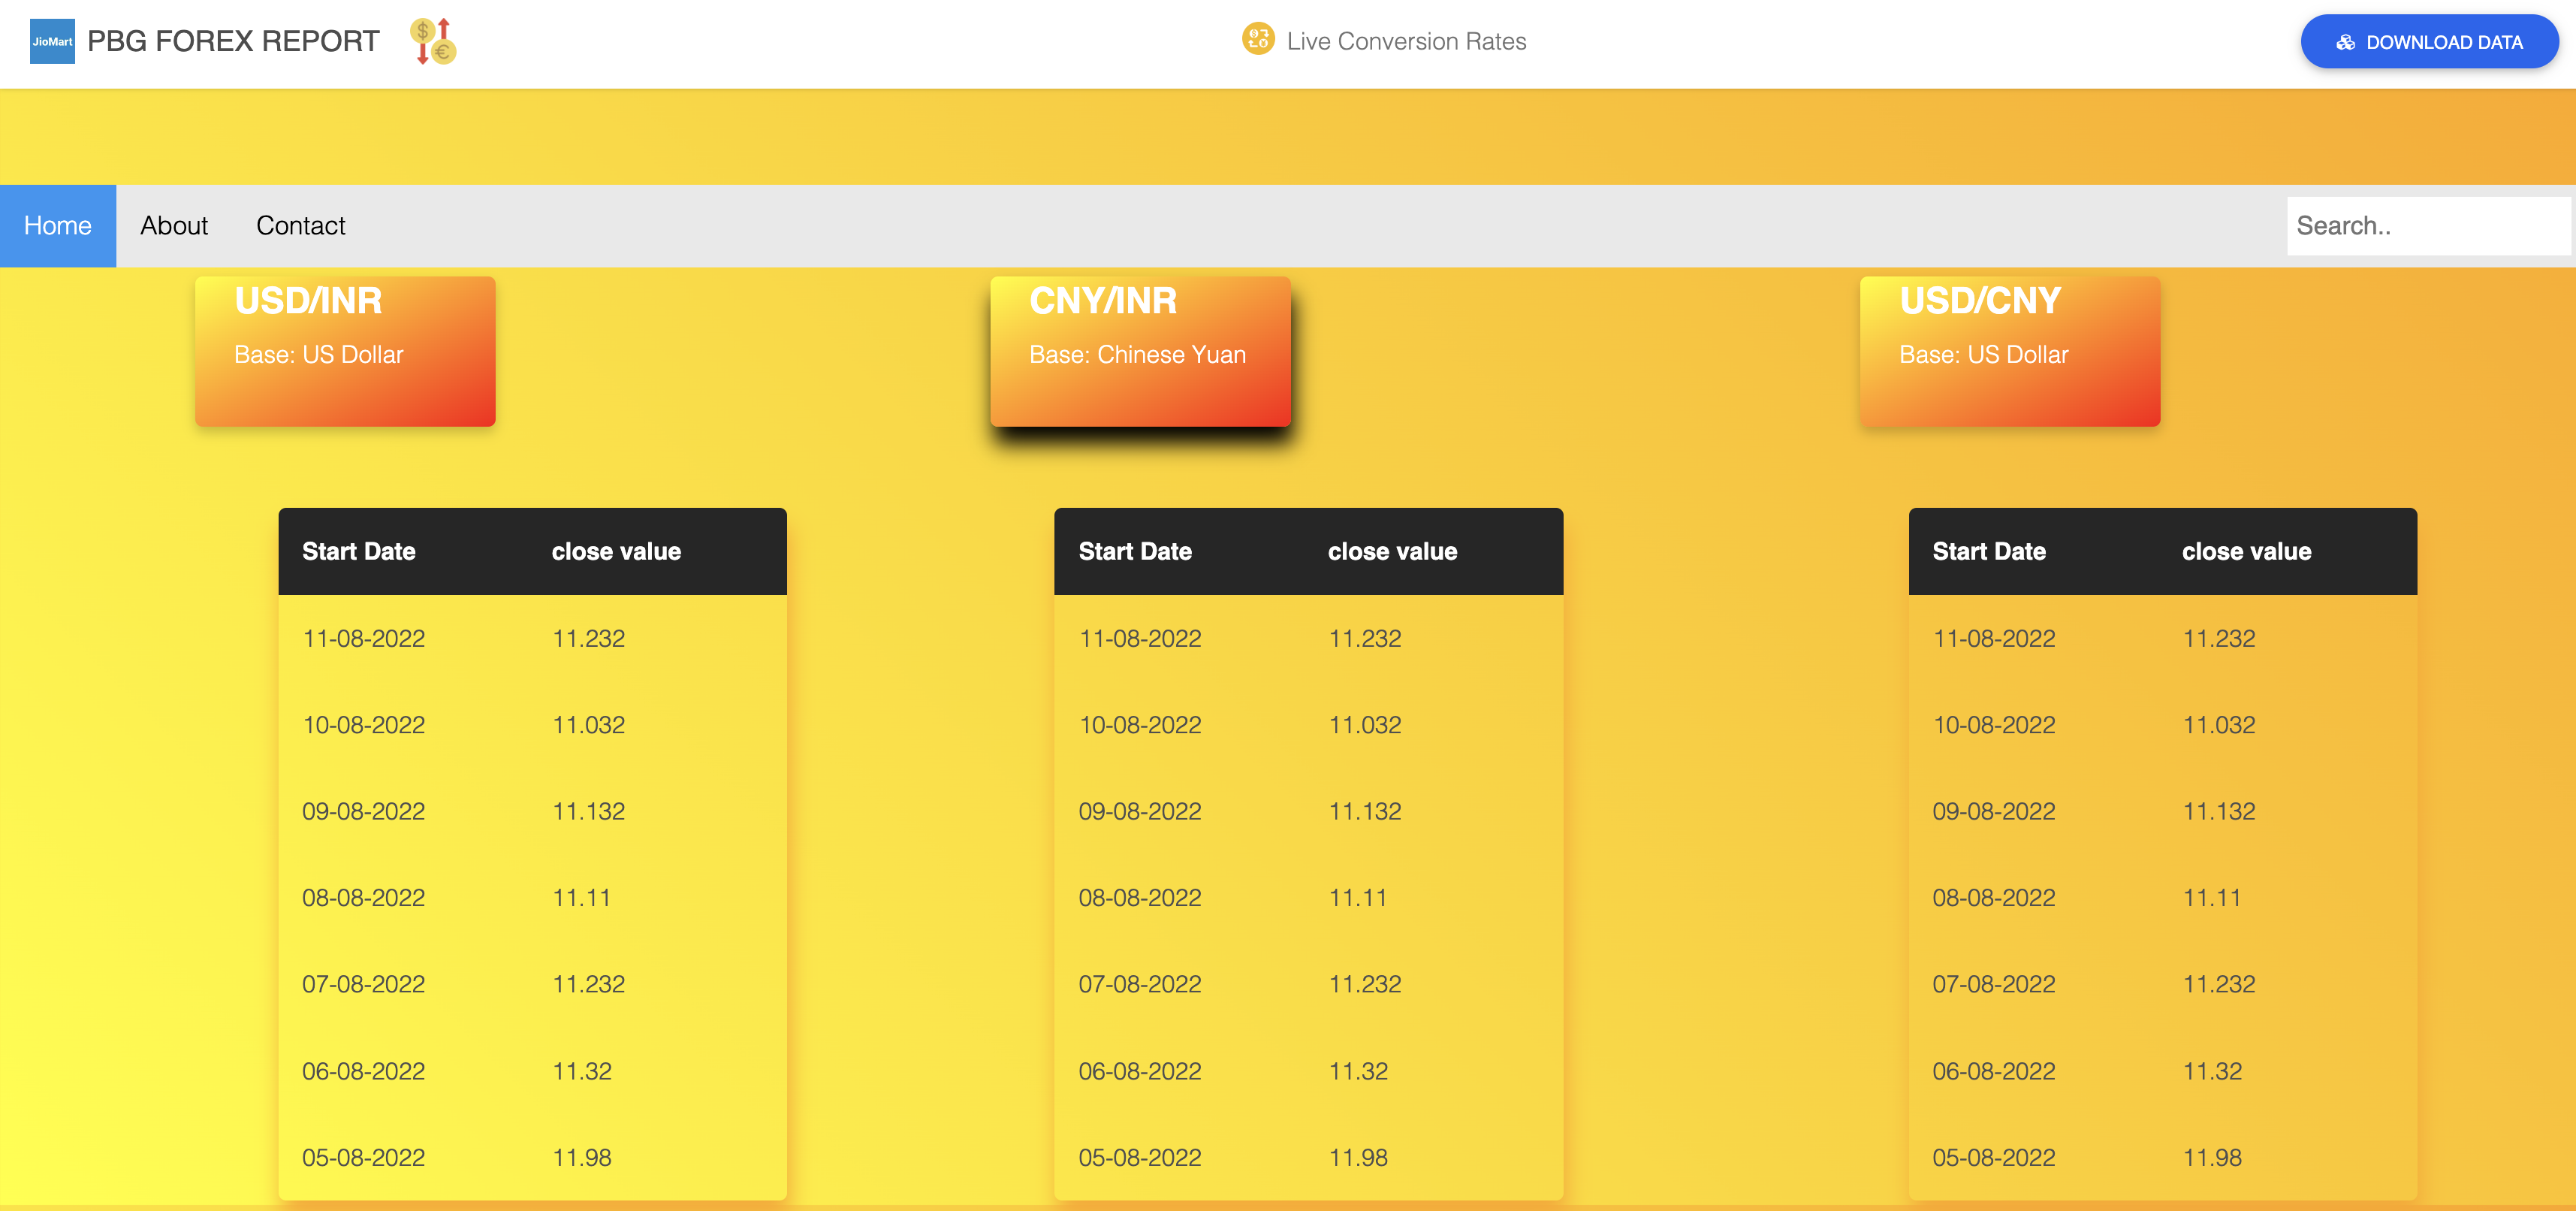 JioMart PBG FOREX REPORT Live Conversion Rates DOWNLOAD DATA
Home About Contact Search..
USD/INR CNY/INR USD/CNY
Base: US Dollar Base: Chinese Yuan Base: US Dollar
Start Date close value Start Date close value Start Date close value
11-08-2022 11.232 11-08-2022 11.232 11-08-2022 11.232
10-08-2022 11.032 10-08-2022 11.032 10-08-2022 11.032
09-08-2022 11.132 09-08-2022 11.132 09-08-2022 11.132
08-08-2022 11.11 08-08-2022 11.11 08-08-2022 11.11
07-08-2022 11.232 07-08-2022 11.232 07-08-2022 11.232
06-08-2022 11.32 06-08-2022 11.32 06-08-2022 11.32
05-08-2022 11.98 05-08-2022 11.98 05-08-2022 11.98